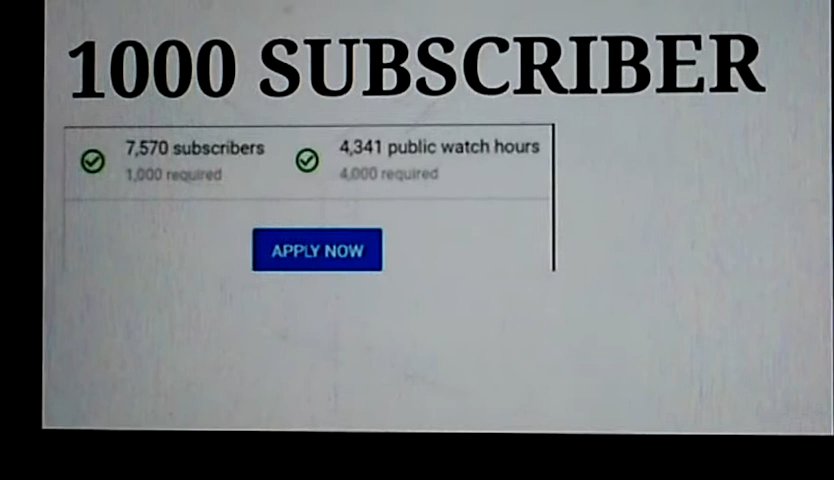 1000 SUBSCRIBER
7,570 subscribers 4,341 public watch hours
1,000 required 4,000 required
APPLY NOW